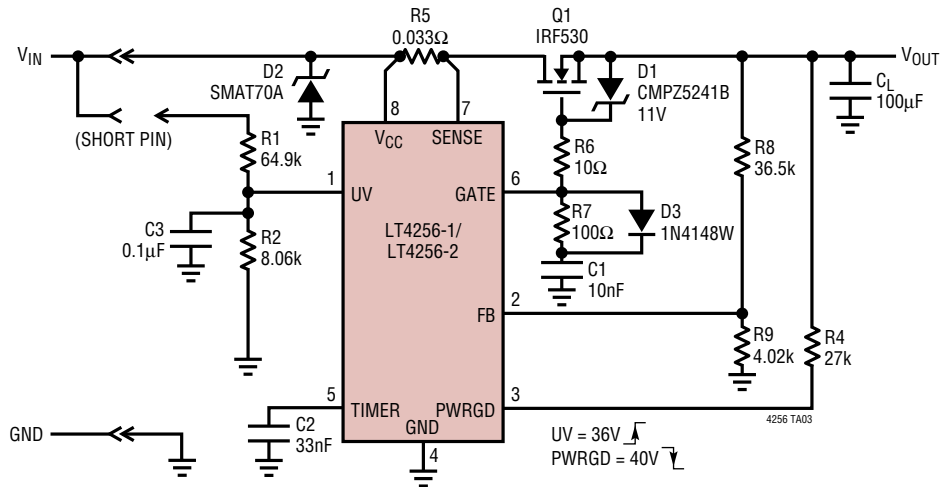 R5
0.033Ω
Q1
IRF530
VIN
VOUT
D2
SMAT70A
D1
CMPZ5241B
11V
CL
100µF
(SHORT PIN)
R1
64.9k
8
7
VCC
SENSE
R6
10Ω
R8
36.5k
1
UV
GATE
6
LT4256-1/
LT4256-2
R7
100Ω
D3
1N4148W
C3
0.1µF
R2
8.06k
C1
10nF
FB
2
R9
4.02k
R4
27k
5
TIMER
PWRGD
3
4256 TA03
GND
C2
33nF
GND
4
UV = 36V
PWRGD = 40V